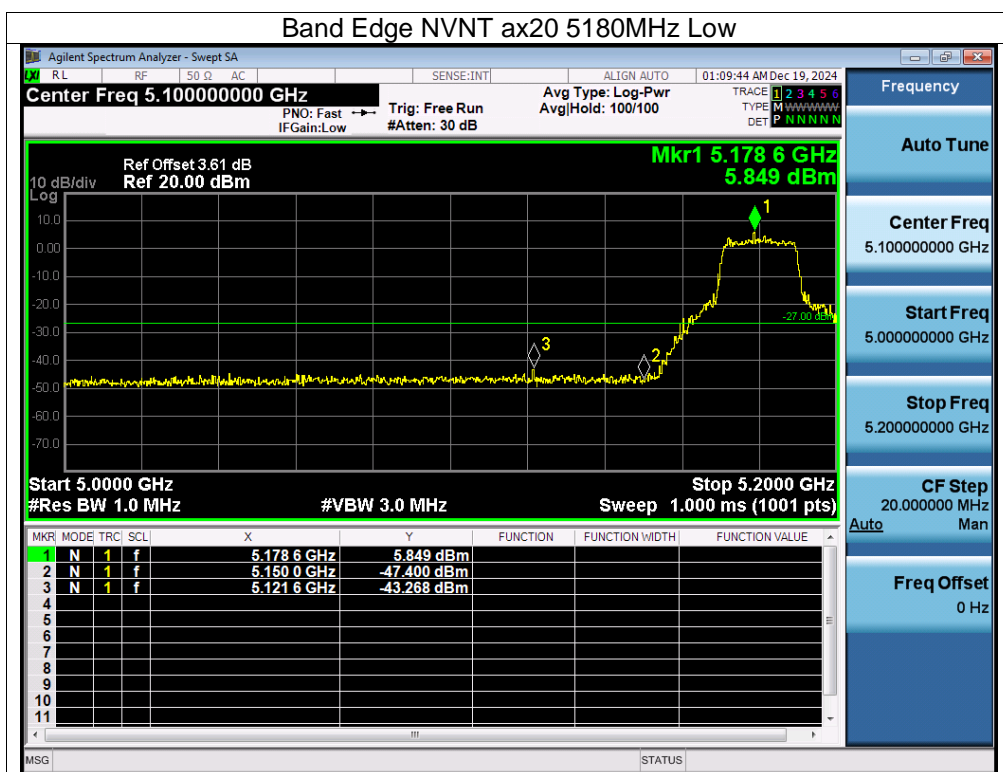 Band Edge NVNT ax20 5180MHz Low
Agilent Spectrum Analyzer - Swept SA
LXI RL RF 50 Ω AC SENSE:INT ALIGN AUTO 01:09:44 AM Dec 19, 2024
Center Freq 5.100000000 GHz
PNO: Fast
IFGain:Low
Trig: Free Run
#Atten: 30 dB
Avg Type: Log-Pwr
Avg|Hold: 100/100
TRACE 1 2 3 4 5 6
TYPE M WWWWW
DET P N N N N N
Ref Offset 3.61 dB
Ref 20.00 dBm
10 dB/div
Log
Mkr1 5.178 6 GHz
5.849 dBm
10.0
0.00
-10.0
-20.0
-30.0
-40.0
-50.0
-60.0
-70.0
1
-27.00 dBm
3
2
Start 5.0000 GHz Stop 5.2000 GHz
#Res BW 1.0 MHz #VBW 3.0 MHz Sweep 1.000 ms (1001 pts)
MKR MODE TRC SCL X Y FUNCTION FUNCTION WIDTH FUNCTION VALUE
1 N 1 f 5.178 6 GHz 5.849 dBm
2 N 1 f 5.150 0 GHz -47.400 dBm
3 N 1 f 5.121 6 GHz -43.268 dBm
4
5
6
7
8
9
10
11
MSG STATUS
Frequency
Auto Tune
Center Freq
5.100000000 GHz
Start Freq
5.000000000 GHz
Stop Freq
5.200000000 GHz
CF Step
20.000000 MHz
Auto Man
Freq Offset
0 Hz